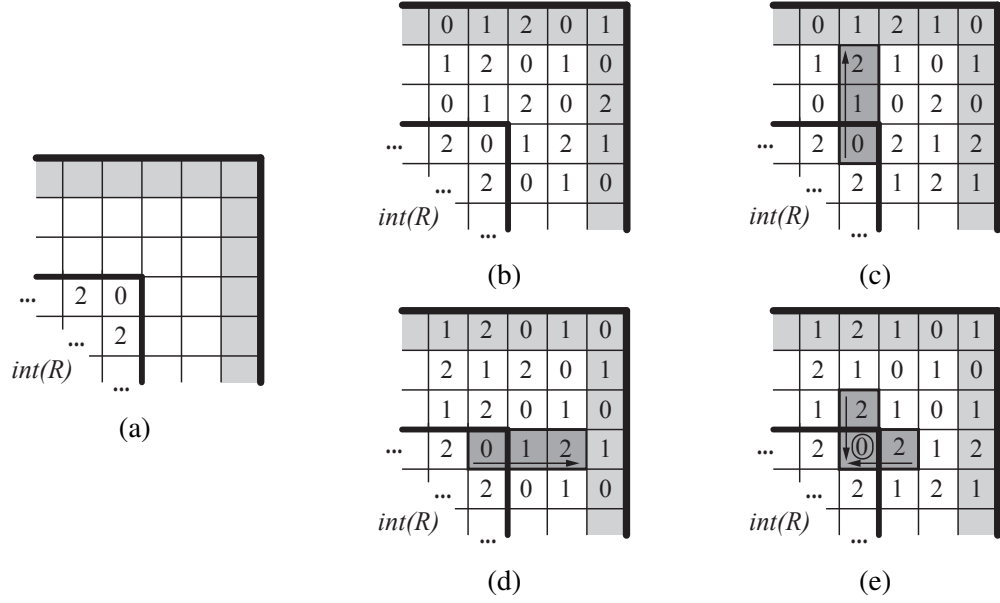 ... 2 0
... 2
int(R)
...
(a)
0 1 2 0 1
1 2 0 1 0
0 1 2 0 2
... 2 0 1 2 1
... 2 0 1 0
int(R)
...
(b)
0 1 2 1 0
1 2 1 0 1
0 1 0 2 0
... 2 0 2 1 2
... 2 1 2 1
int(R)
...
(c)
1 2 0 1 0
2 1 2 0 1
1 2 0 1 0
... 2 0 1 2 1
... 2 0 1 0
int(R)
...
(d)
1 2 1 0 1
2 1 0 1 0
1 2 1 0 1
... 2 0 2 1 2
... 2 1 2 1
int(R)
...
(e)